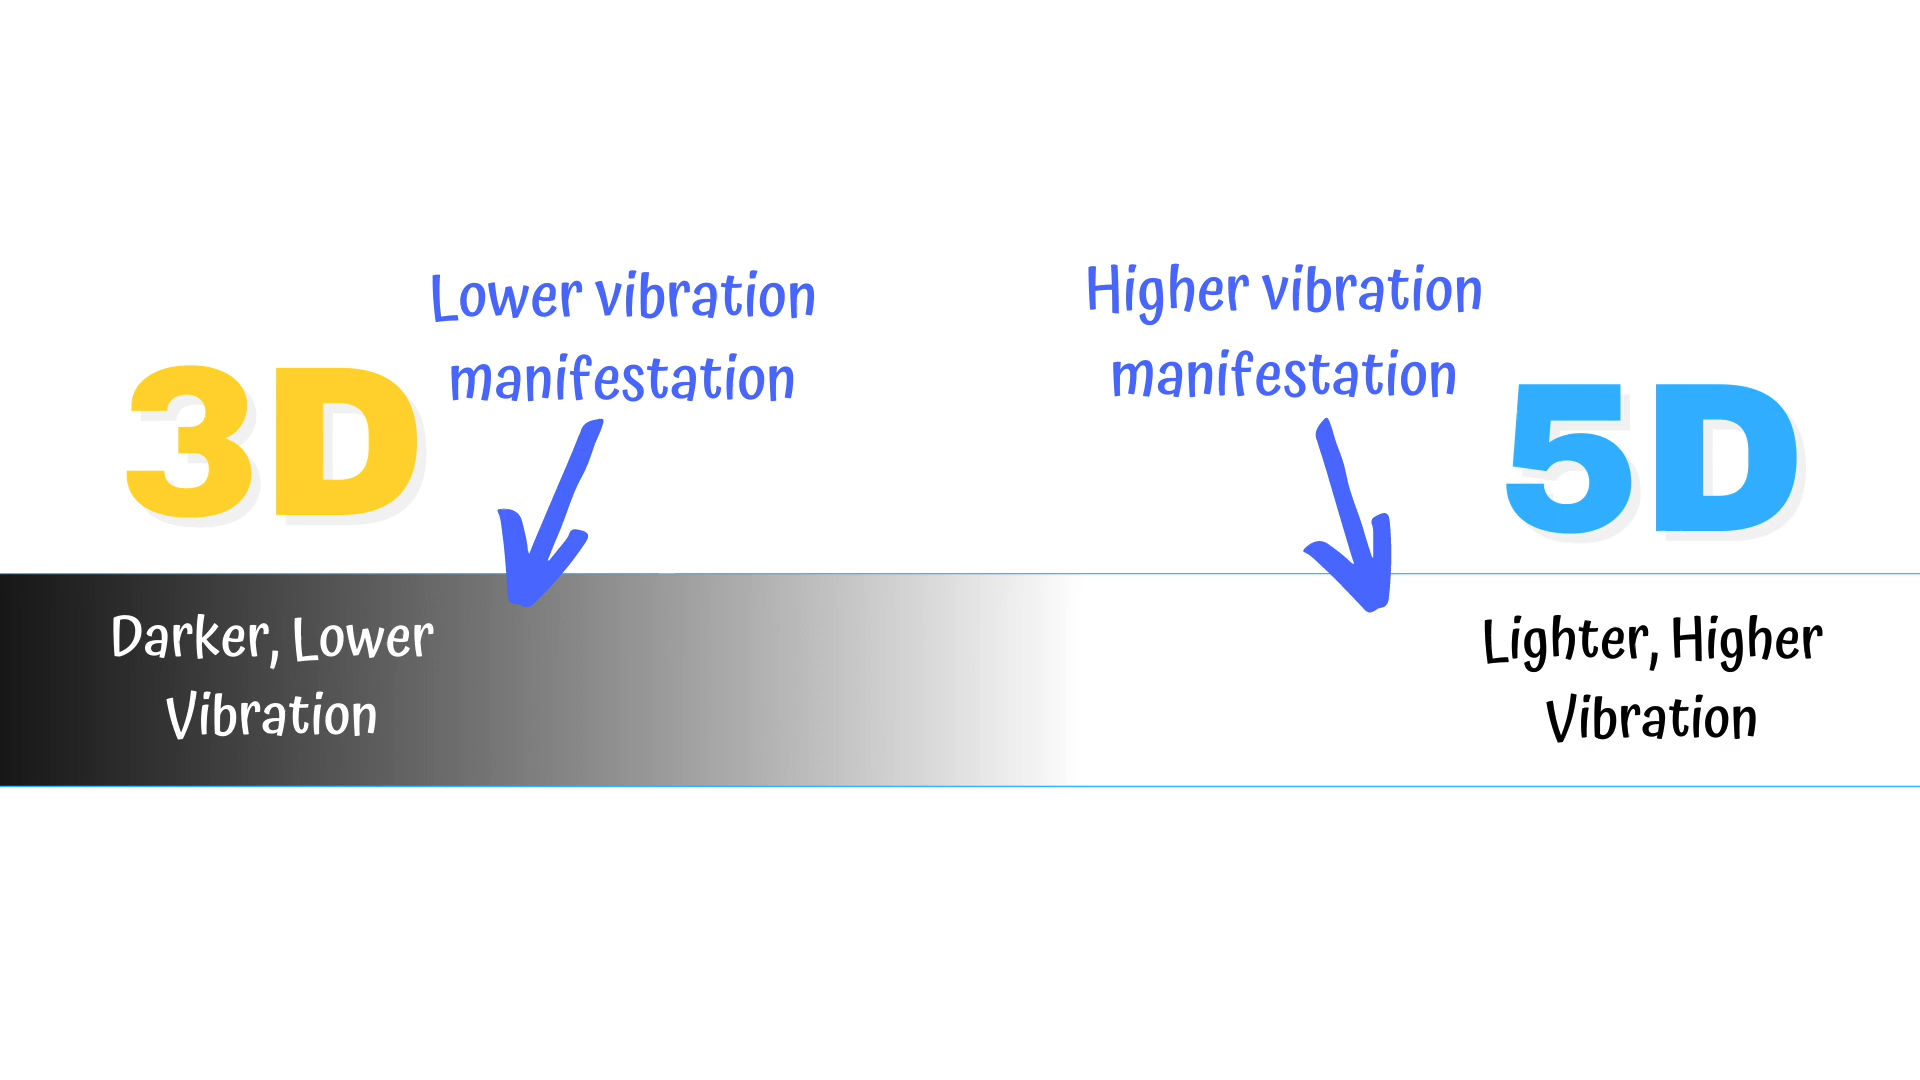 Lower vibration
manifestation
Higher vibration
manifestation
3D
5D
Darker, Lower
Vibration
Lighter, Higher
Vibration